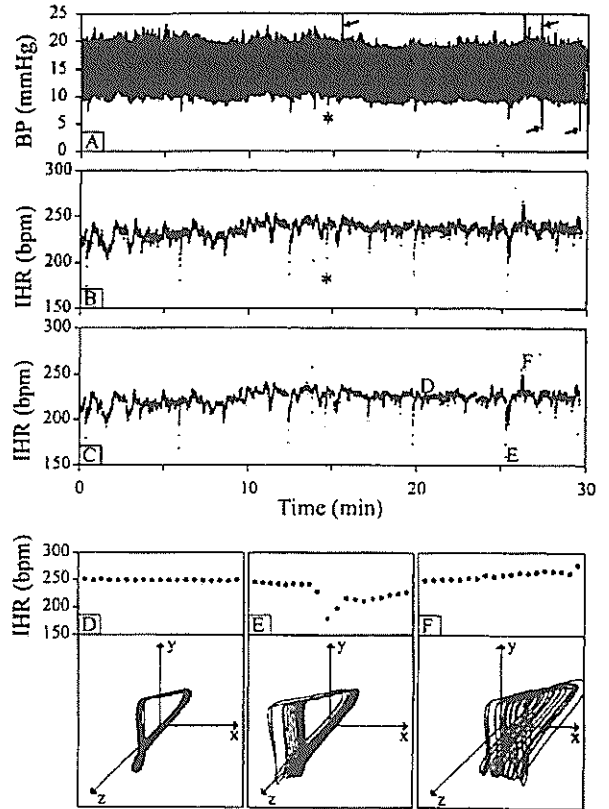 25
20
15
10
5
0
BP (mmHg)
*
A
300
250
200
150
IHR (bpm)
*
B
300
250
200
150
IHR (bpm)
D
F
E
C
0 10 20 30
Time (min)
300
250
200
150
IHR (bpm)
D
E
F
y
x
z
y
x
z
y
x
z